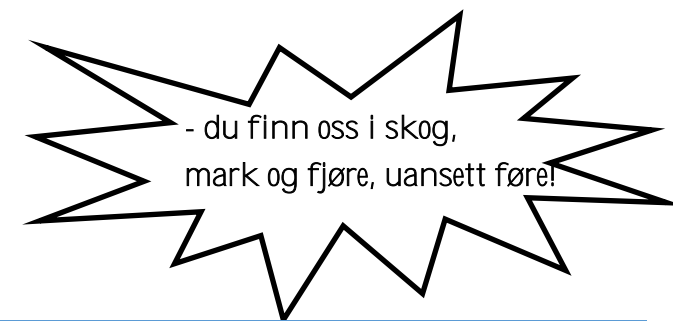 - du finn oss i skog,
mark og fjøre, uansett føre!